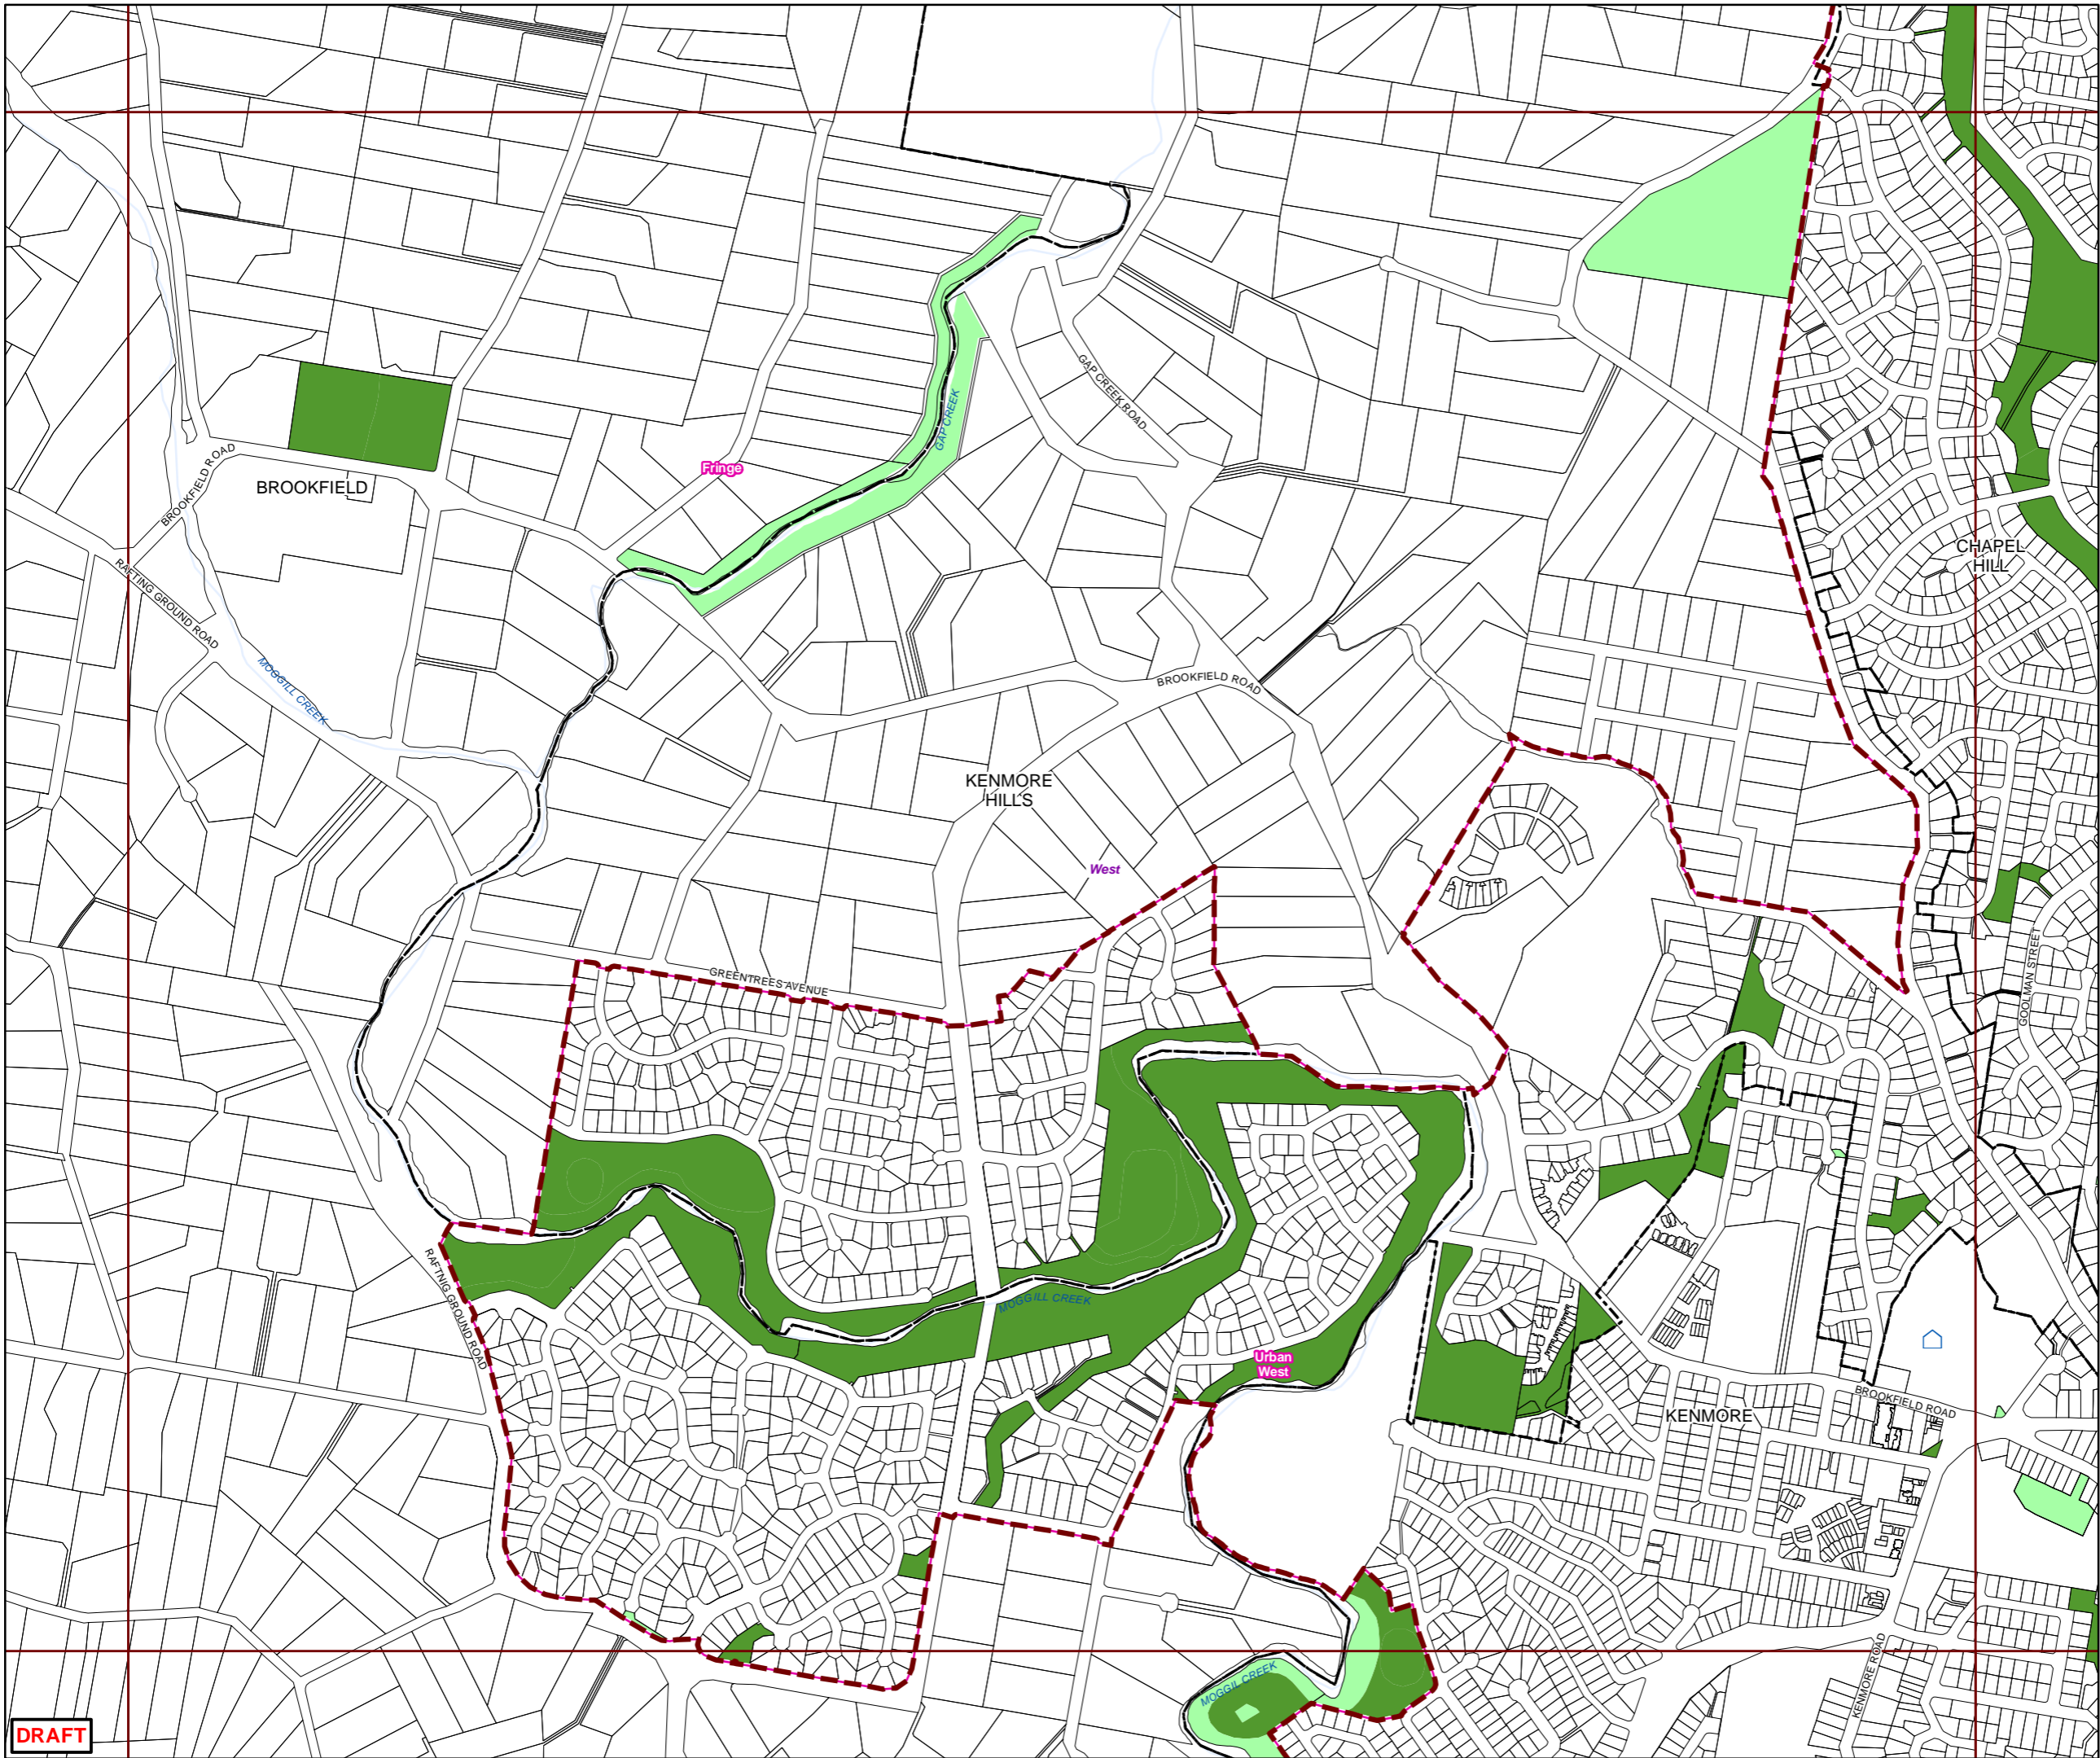 GAP CREEK ROAD
GAP CREEK
Fringe
BROOKFIELD
BROOKFIELD ROAD
CHAPEL
HILL
RAFTING GROUND ROAD
MOGGILL CREEK
BROOKFIELD ROAD
KENMORE
HILLS
West
GOOLMAN STREET
GREENTREES AVENUE
RAFTNIG GROUND ROAD
MOGGILL CREEK
Urban
West
BROOKFIELD ROAD
KENMORE
KENMORE ROAD
MOGGIL CREEK
DRAFT